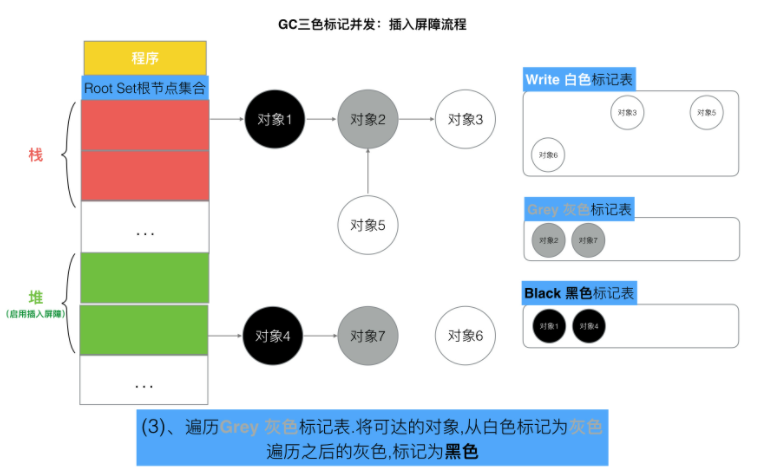 GC三色标记并发：插入屏障流程
程序
Root Set根节点集合
栈
...
堆
(启用插入屏障)
...
对象1
对象2
对象3
对象5
对象4
对象7
对象6
Write 白色标记表
对象3
对象5
对象6
Grey 灰色标记表
对象2
对象7
Black 黑色标记表
对象1
对象4
(3)、遍历Grey 灰色标记表.将可达的对象,从白色标记为灰色
遍历之后的灰色,标记为黑色